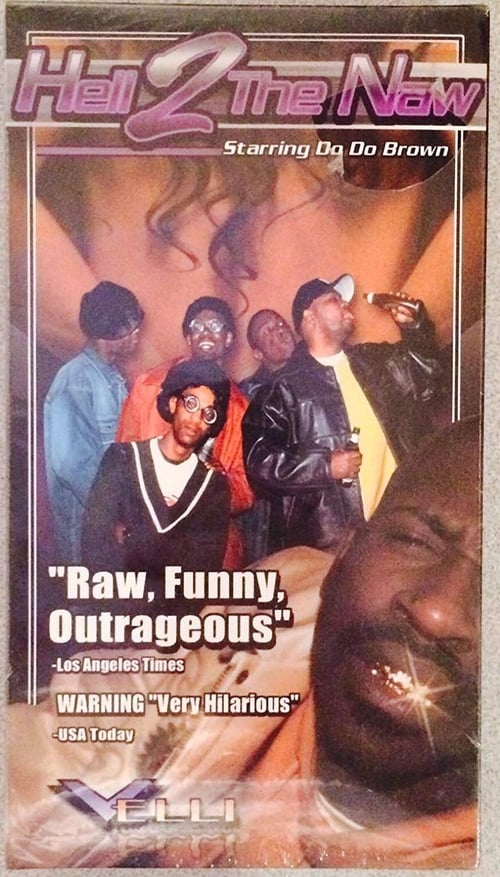 Hell 2 The Naw
Starring Do Do Brown
"Raw, Funny,
Outrageous"
-Los Angeles Times
WARNING "Very Hilarious"
-USA Today
VELLI